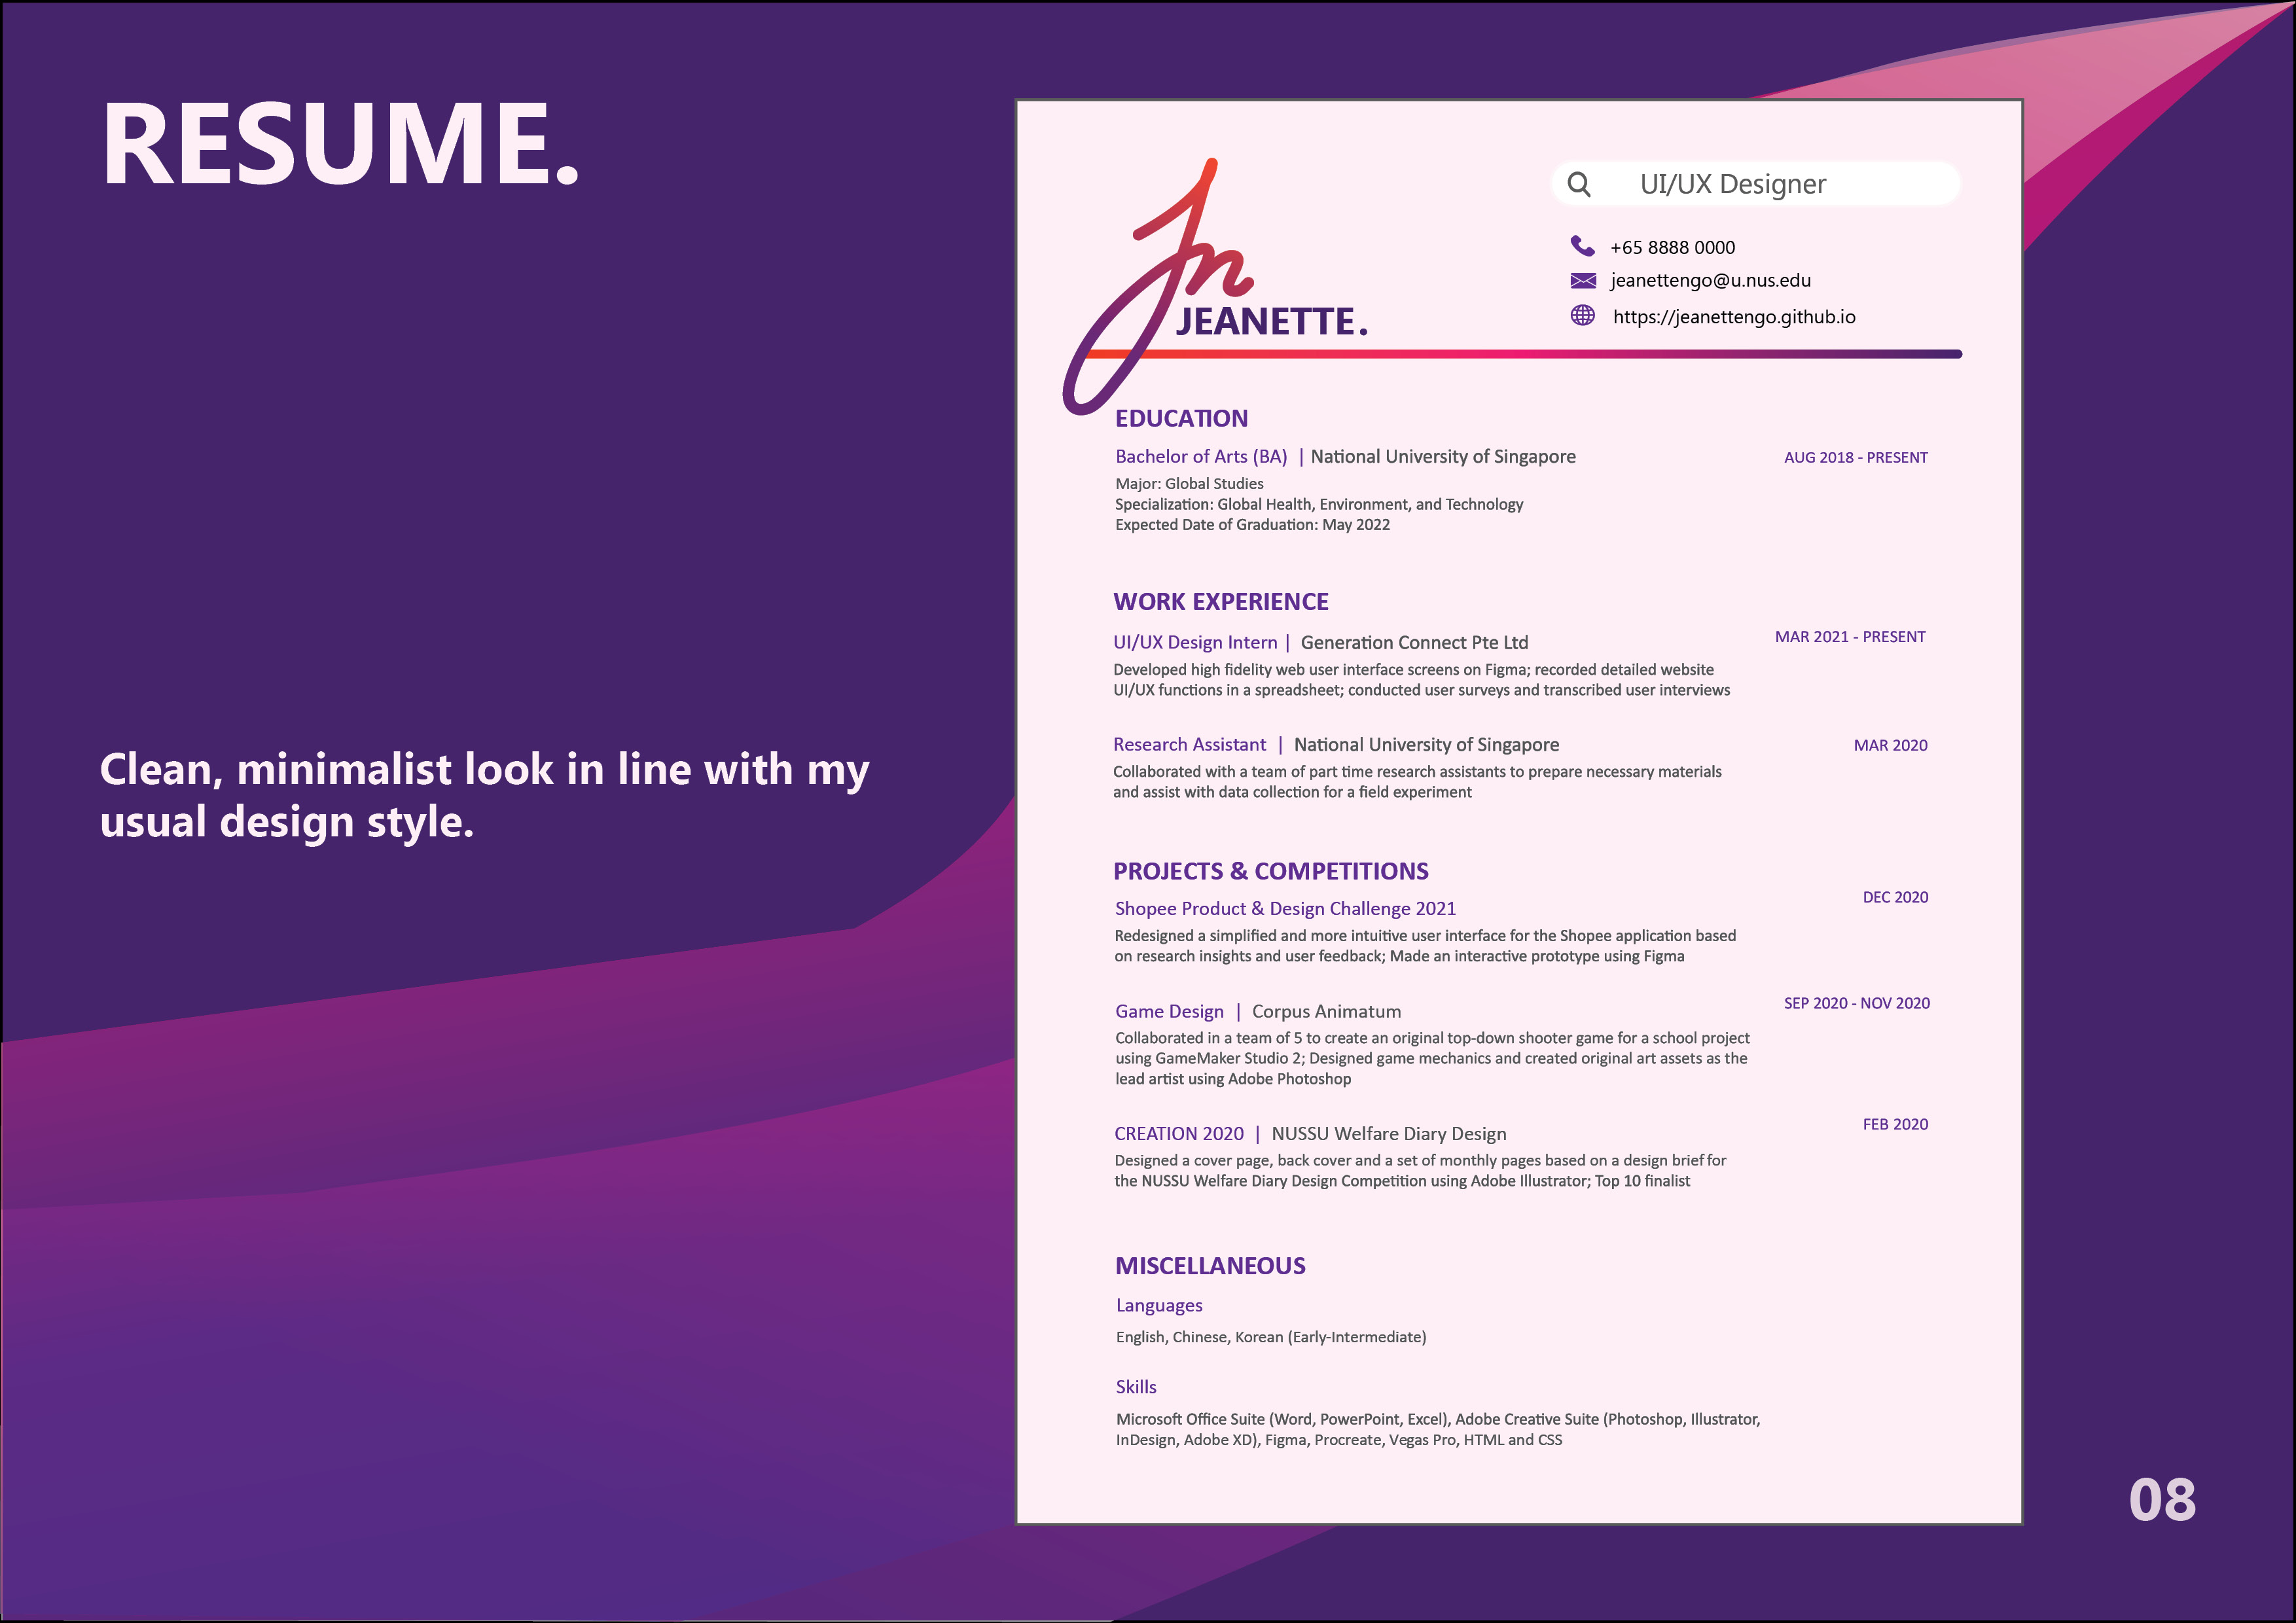 RESUME.
Clean, minimalist look in line with my
usual design style.
Jn
JEANETTE.
UI/UX Designer
+65 8888 0000
jeanettengo@u.nus.edu
https://jeanettengo.github.io
EDUCATION
Bachelor of Arts (BA) | National University of Singapore
AUG 2018 - PRESENT
Major: Global Studies
Specialization: Global Health, Environment, and Technology
Expected Date of Graduation: May 2022
WORK EXPERIENCE
UI/UX Design Intern | Generation Connect Pte Ltd
MAR 2021 - PRESENT
Developed high fidelity web user interface screens on Figma; recorded detailed website
UI/UX functions in a spreadsheet; conducted user surveys and transcribed user interviews
Research Assistant | National University of Singapore
MAR 2020
Collaborated with a team of part time research assistants to prepare necessary materials
and assist with data collection for a field experiment
PROJECTS & COMPETITIONS
Shopee Product & Design Challenge 2021
DEC 2020
Redesigned a simplified and more intuitive user interface for the Shopee application based
on research insights and user feedback; Made an interactive prototype using Figma
Game Design | Corpus Animatum
SEP 2020 - NOV 2020
Collaborated in a team of 5 to create an original top-down shooter game for a school project
using GameMaker Studio 2; Designed game mechanics and created original art assets as the
lead artist using Adobe Photoshop
CREATION 2020 | NUSSU Welfare Diary Design
FEB 2020
Designed a cover page, back cover and a set of monthly pages based on a design brief for
the NUSSU Welfare Diary Design Competition using Adobe Illustrator; Top 10 finalist
MISCELLANEOUS
Languages
English, Chinese, Korean (Early-Intermediate)
Skills
Microsoft Office Suite (Word, PowerPoint, Excel), Adobe Creative Suite (Photoshop, Illustrator,
InDesign, Adobe XD), Figma, Procreate, Vegas Pro, HTML and CSS
08